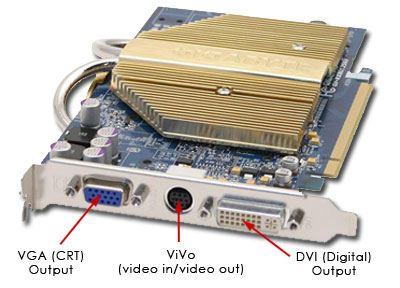 VGA (CRT)
Output
ViVo
(video in/video out)
DVI (Digital)
Output